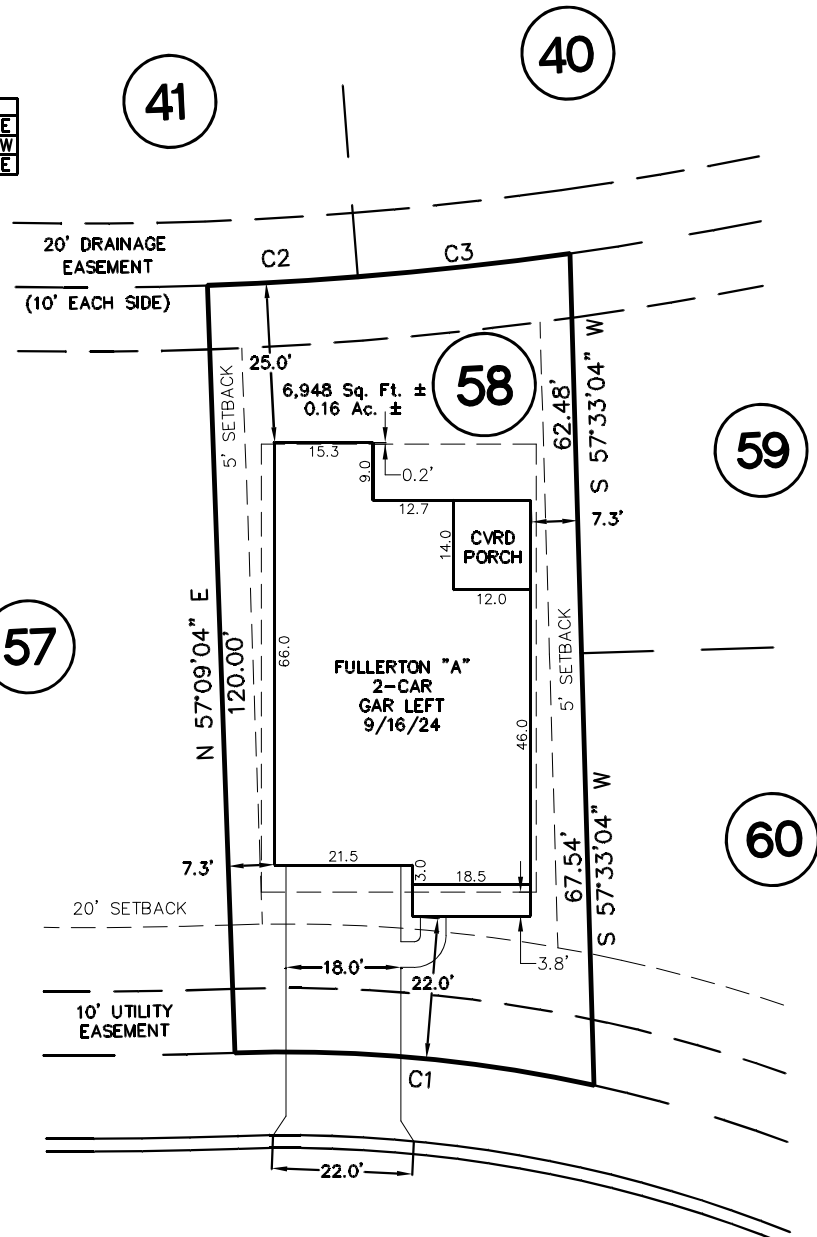 40
41
E
W
E
20' DRAINAGE
EASEMENT
(10' EACH SIDE)
C2
C3
25.0'
5' SETBACK
6,948 Sq. Ft. ±
0.16 Ac. ±
58
62.48'
S 57°33'04" W
59
15.3
9.0
0.2'
12.7
7.3'
14.0
CVRD
PORCH
12.0
57
N 57°09'04" E
120.00'
66.0
FULLERTON "A"
2-CAR
GAR LEFT
9/16/24
5' SETBACK
46.0
60
67.54'
S 57°33'04" W
7.3'
21.5
3.0
18.5
20' SETBACK
3.8'
18.0'
22.0'
10' UTILITY
EASEMENT
C1
22.0'